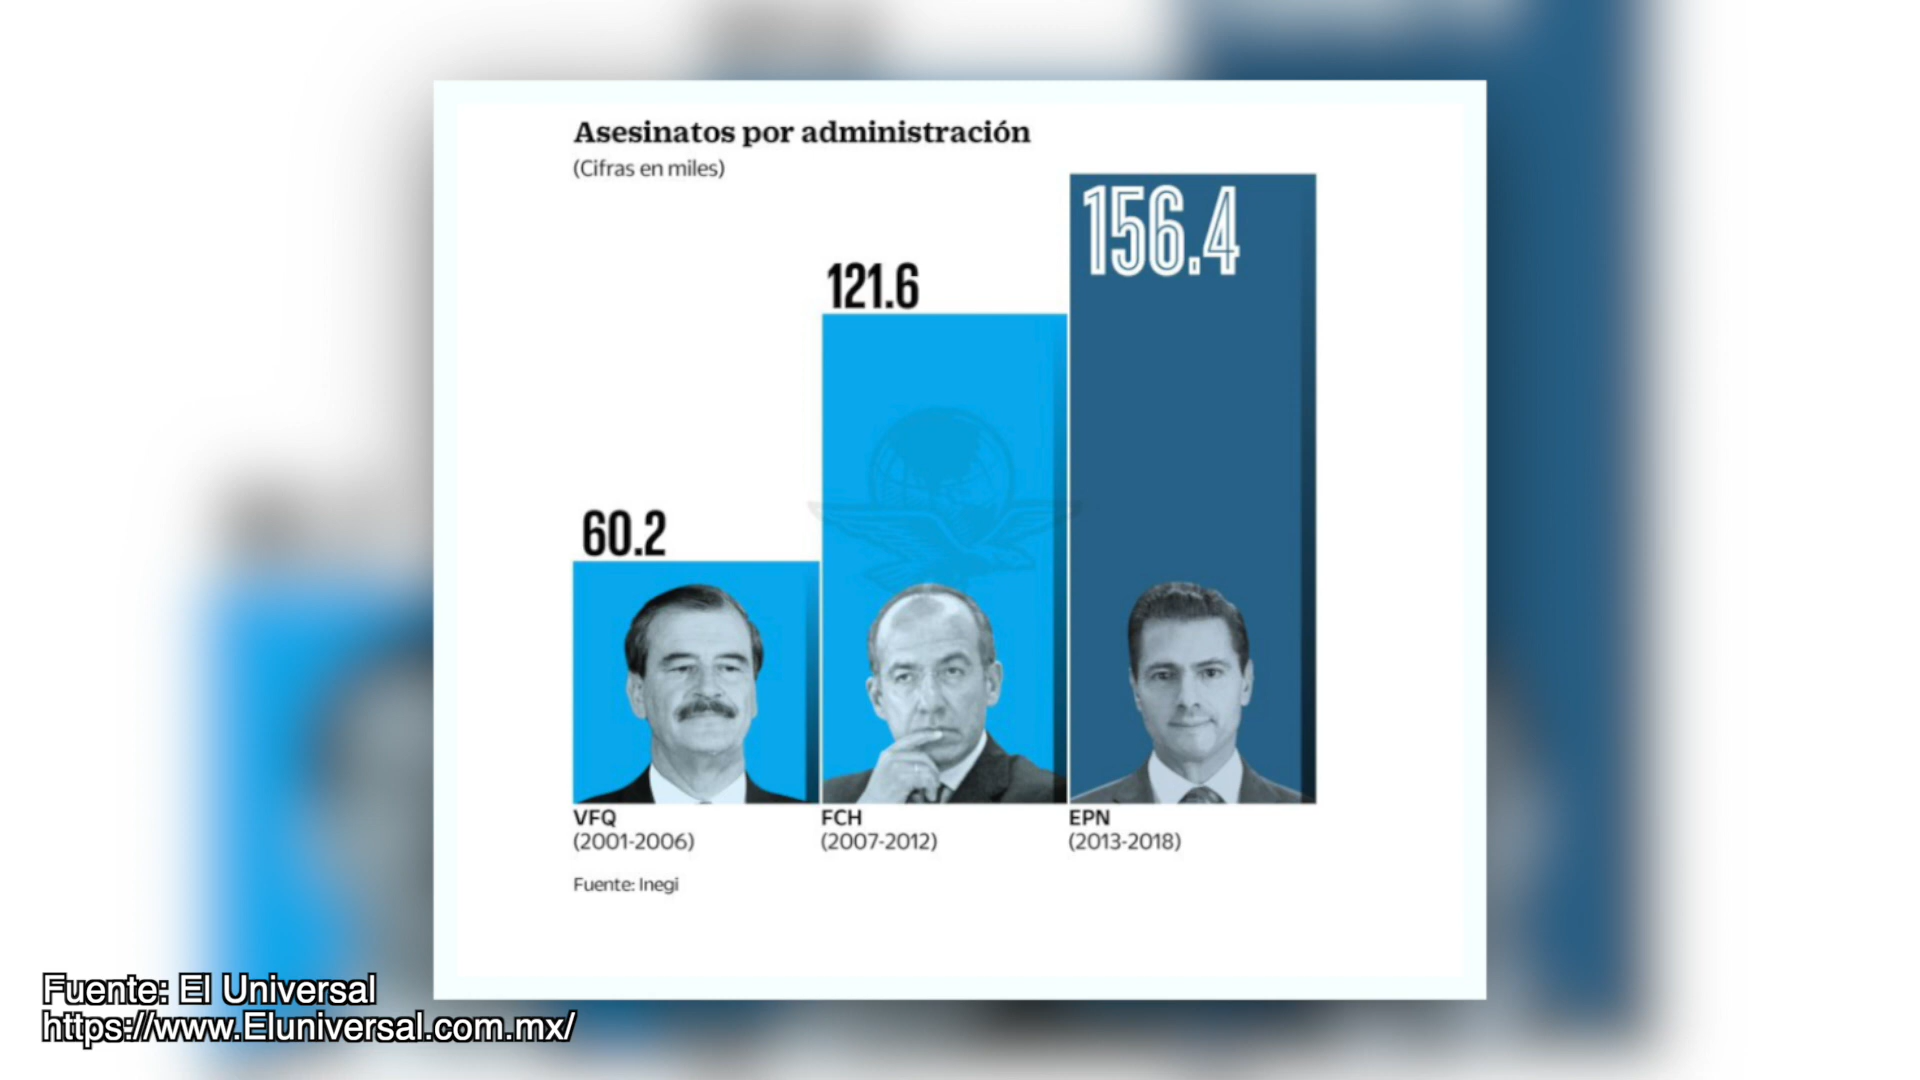 Asesinatos por administración
(Cifras en miles)
156.4
121.6
60.2
VFQ
(2001-2006)
FCH
(2007-2012)
EPN
(2013-2018)
Fuente: Inegi
Fuente: El Universal
https://www.Eluniversal.com.mx/